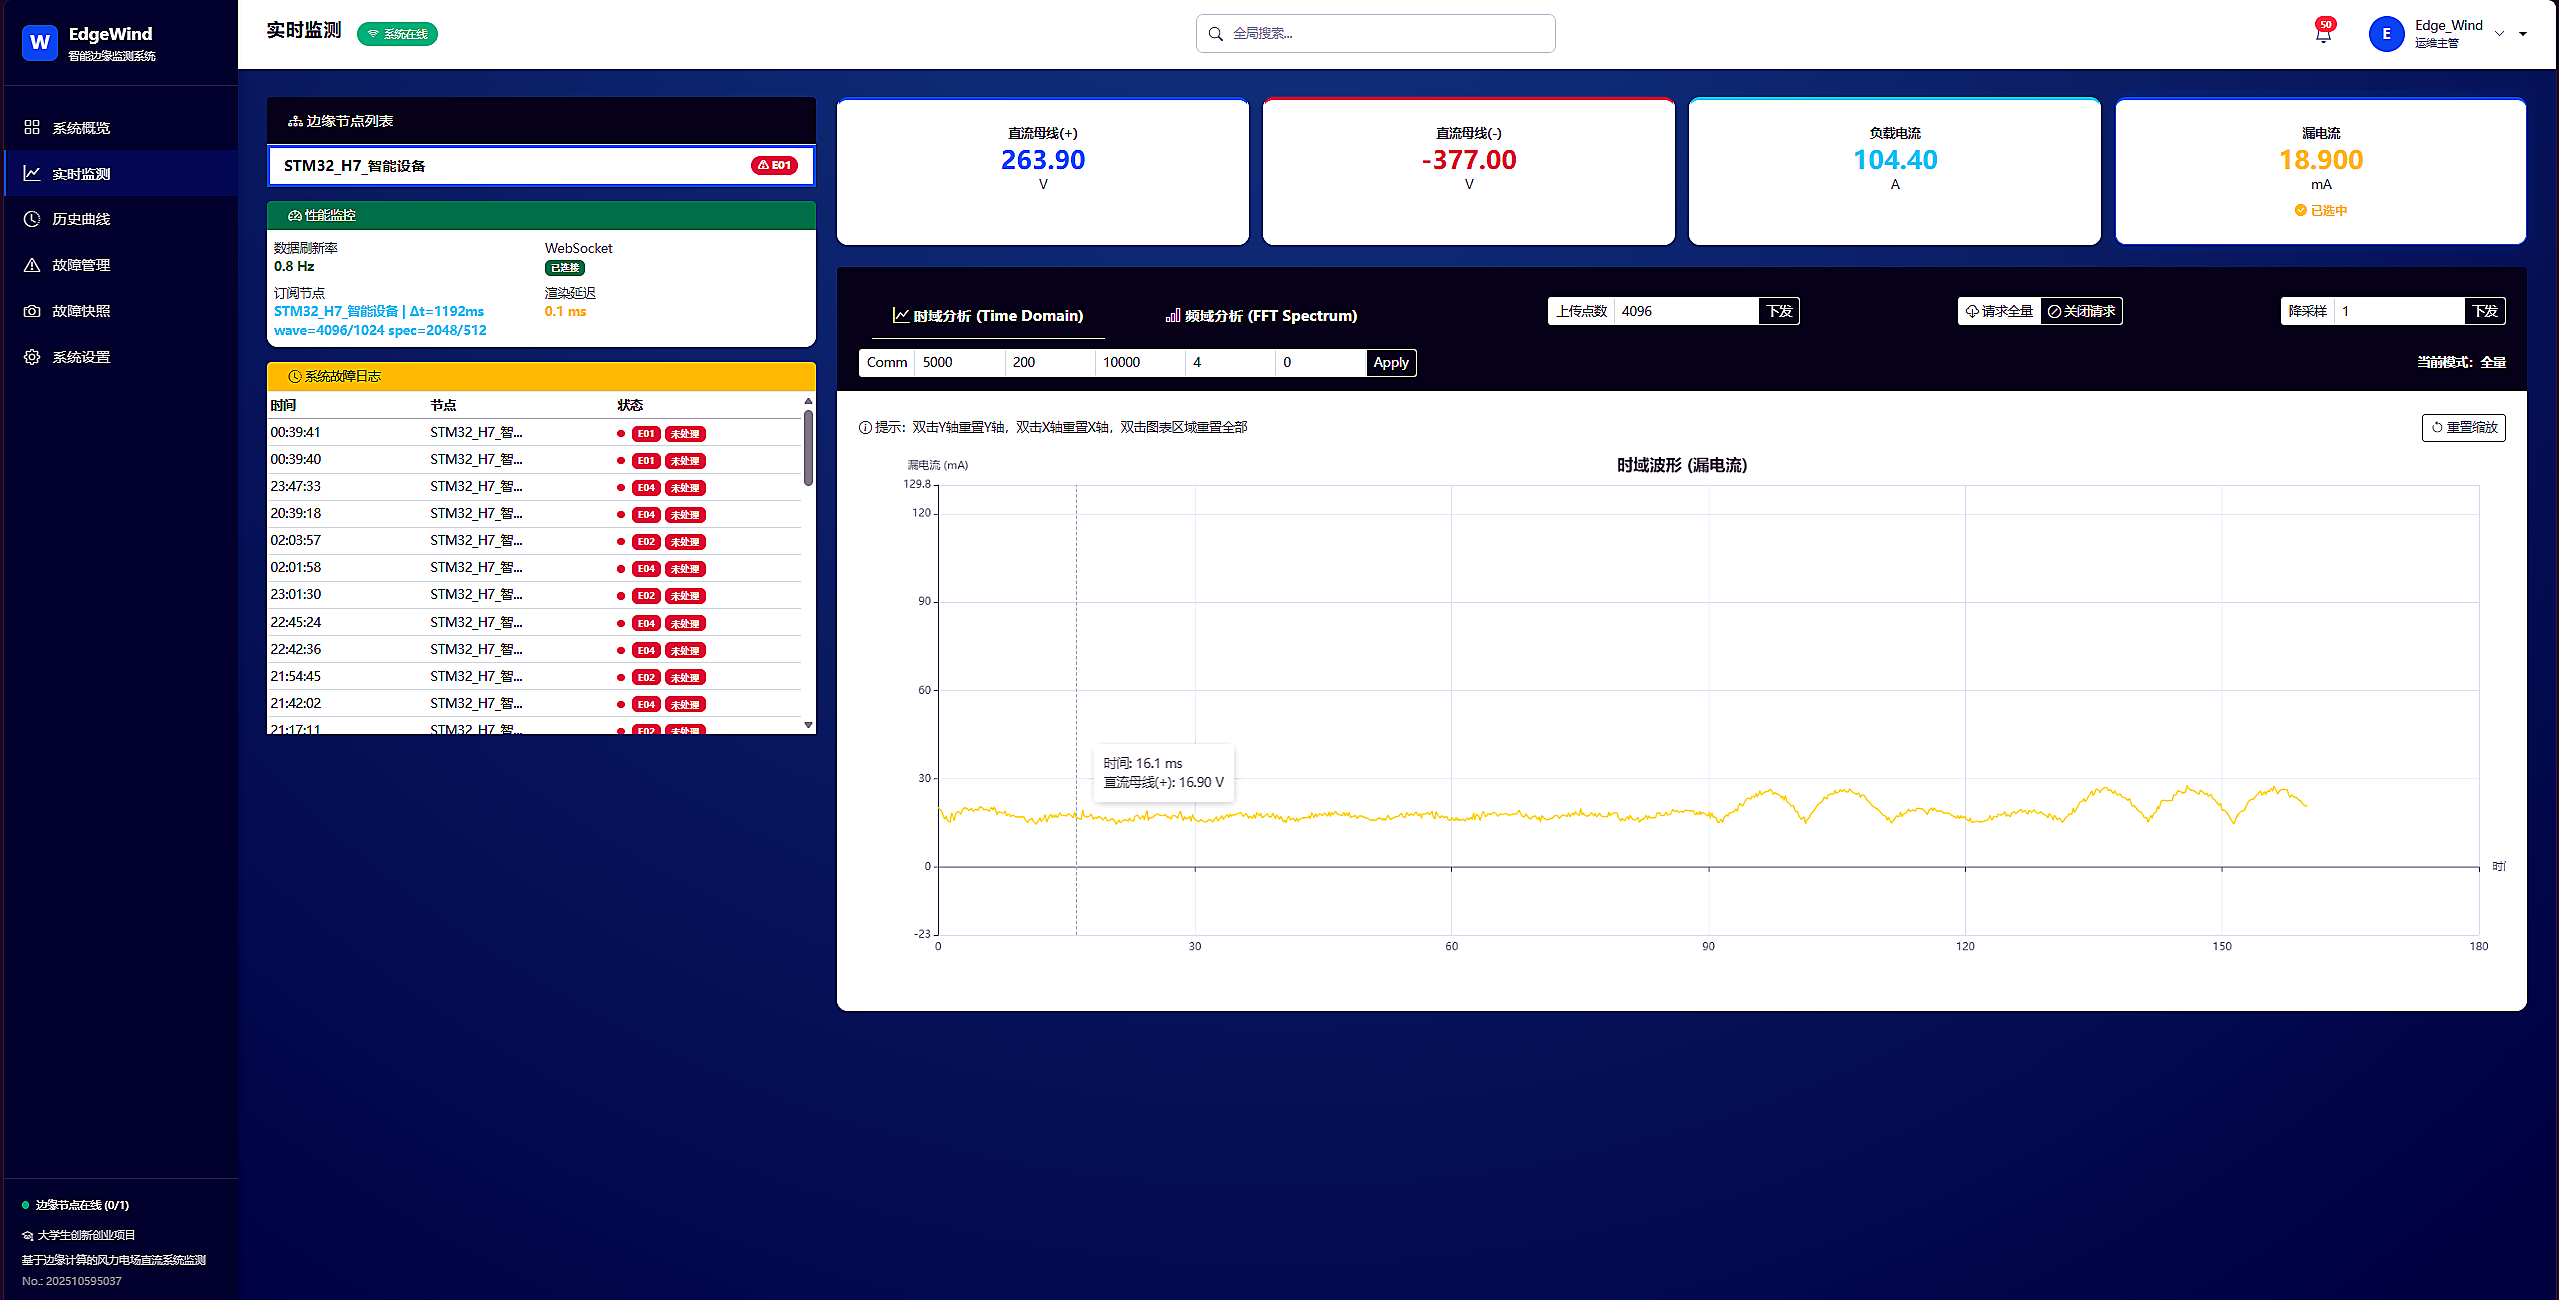 W
EdgeWind
智能边缘监测系统
系统概览
实时监测
历史曲线
故障管理
故障快照
系统设置
边缘节点在线 (0/1)
大学生创新创业项目
基于边缘计算的风力电场直流系统监测
No.: 202510595037
实时监测
系统在线
全局搜索...
50
E
Edge_Wind
运维主管
边缘节点列表
STM32_H7_智能设备
E01
性能监控
数据刷新率
0.8 Hz
WebSocket
已连接
订阅节点
STM32_H7_智能设备 | Δt=1192ms
wave=4096/1024 spec=2048/512
渲染延迟
0.1 ms
系统故障日志
时间 节点 状态
00:39:41 STM32_H7_智... E01 未处理
00:39:40 STM32_H7_智... E01 未处理
23:47:33 STM32_H7_智... E04 未处理
20:39:18 STM32_H7_智... E04 未处理
02:03:57 STM32_H7_智... E02 未处理
02:01:58 STM32_H7_智... E04 未处理
23:01:30 STM32_H7_智... E02 未处理
22:45:24 STM32_H7_智... E04 未处理
22:42:36 STM32_H7_智... E04 未处理
21:54:45 STM32_H7_智... E02 未处理
21:42:02 STM32_H7_智... E04 未处理
21:17:11 STM32_H7_智... E02 未处理
直流母线(+)
263.90
V
直流母线(-)
-377.00
V
负载电流
104.40
A
漏电流
18.900
mA
已选中
时域分析 (Time Domain)
频域分析 (FFT Spectrum)
上传点数 4096 下发
请求全量 关闭请求
降采样 1 下发
Comm 5000 200 10000 4 0 Apply
当前模式：全量
提示：双击Y轴重置Y轴，双击X轴重置X轴，双击图表区域重置全部
重置缩放
漏电流 (mA)
时域波形 (漏电流)
129.8
120
90
60
30
0
-23
时间: 16.1 ms
直流母线(+): 16.90 V
0 30 60 90 120 150 180